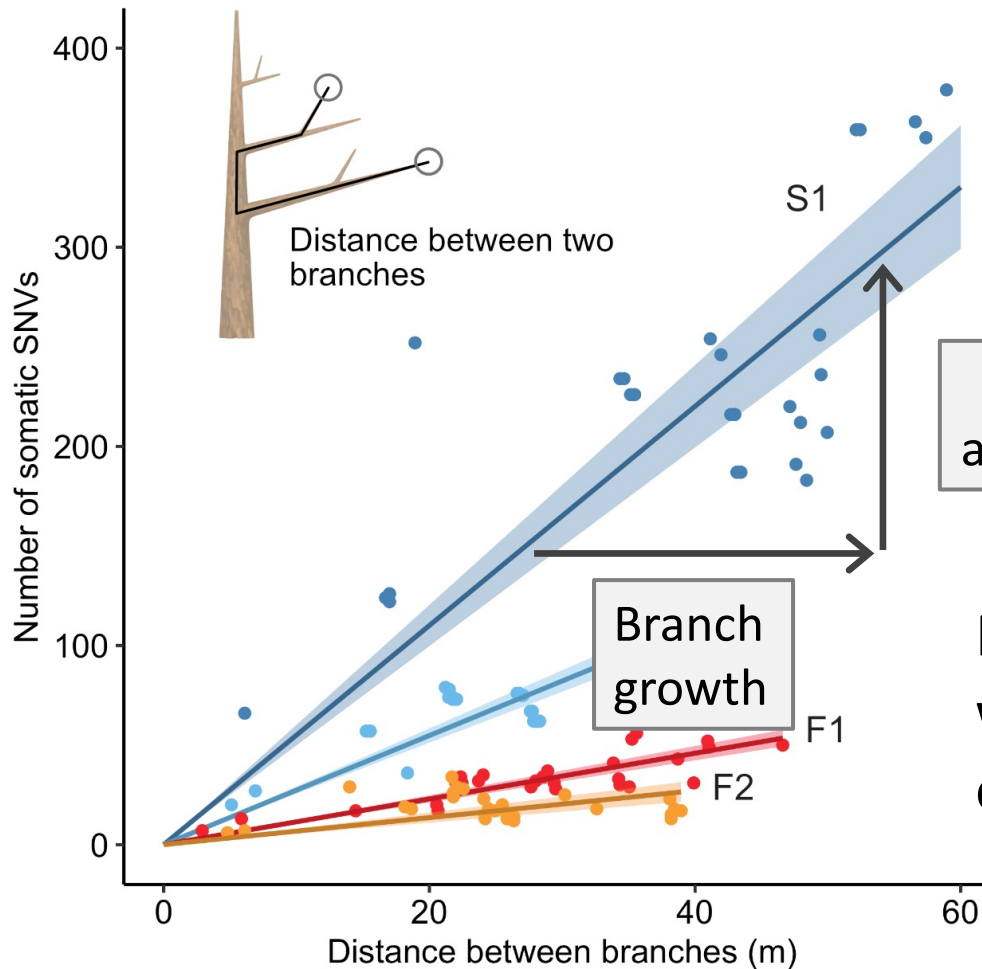 400
300
200
100
0
Number of somatic SNVs
Distance between two
branches
S1
a
Branch
growth
F1
F2
0
20
40
60
Distance between branches (m)